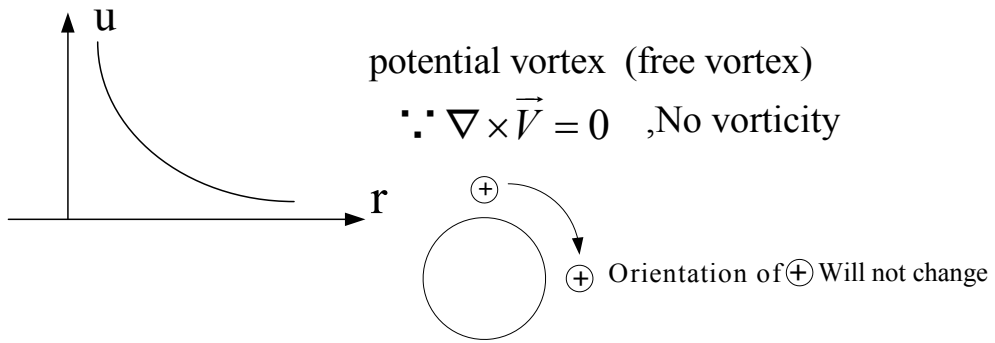 u
potential vortex (free vortex)
∵ ∇ × V⃗ = 0 ,No vorticity
r
+
+ Orientation of ⊕ Will not change